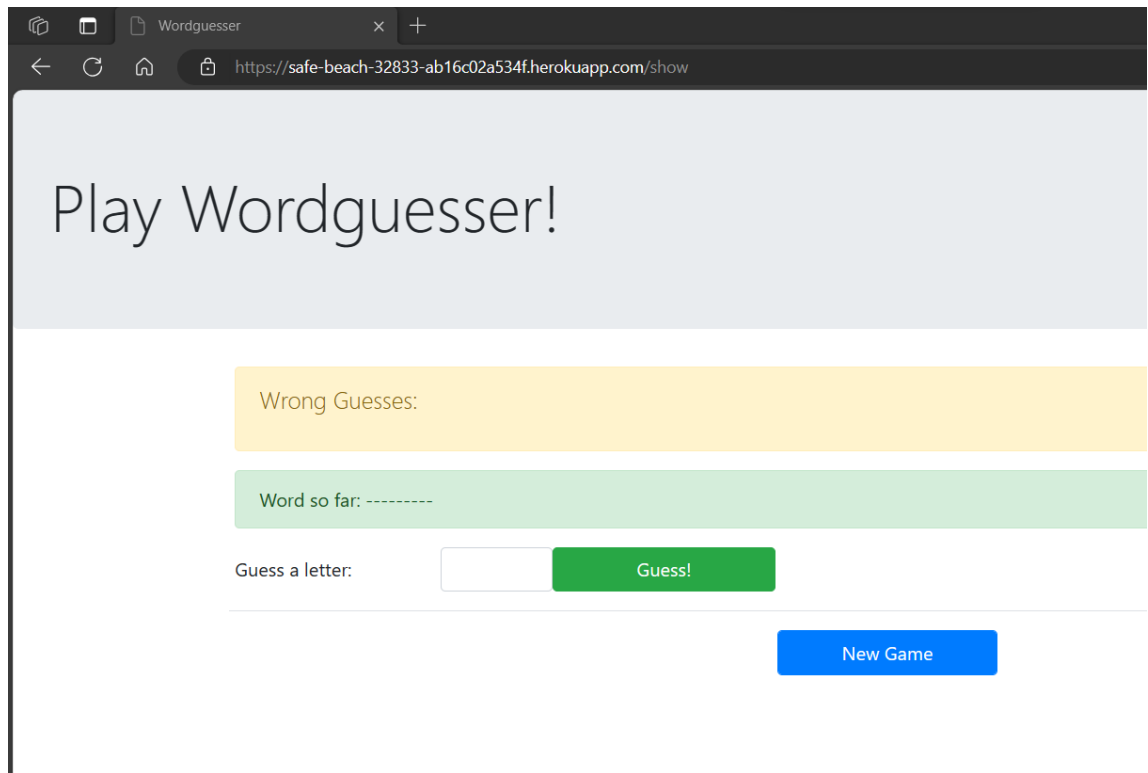 Wordguesser
https://safe-beach-32833-ab16c02a534f.herokuapp.com/show
Play Wordguesser!
Wrong Guesses:
Word so far: ---------
Guess a letter: Guess!
New Game